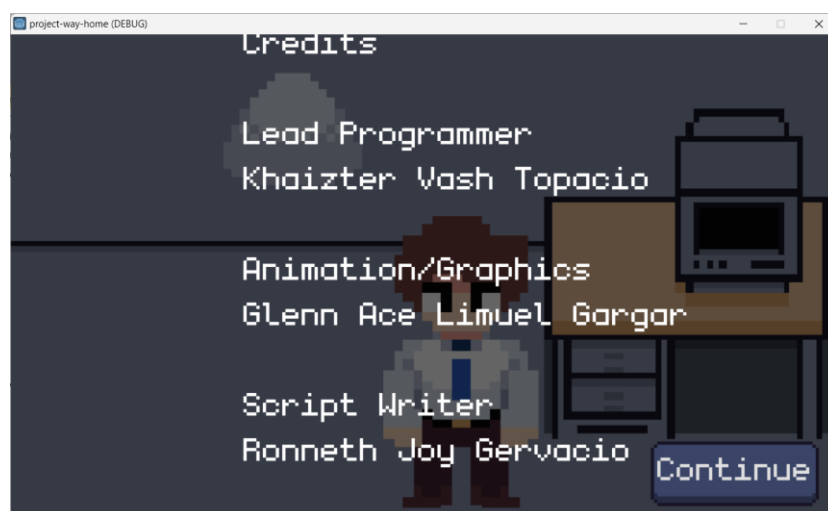 project-way-home (DEBUG)
Credits
Lead Programmer
Khaizter Vash Topacio
Animation/Graphics
Glenn Ace Limuel Gargar
Script Writer
Ronneth Joy Gervacio
Continue